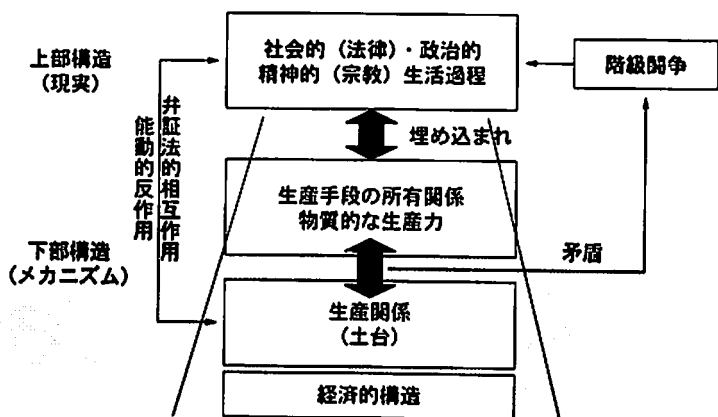 上部構造
(現実)
社会的(法律)・政治的
精神的(宗教)生活過程
階級闘争
弁証法的相互作用
能動的反作用
埋め込まれ
生産手段の所有関係
物質的な生産力
下部構造
(メカニズム)
矛盾
生産関係
(土台)
経済的構造